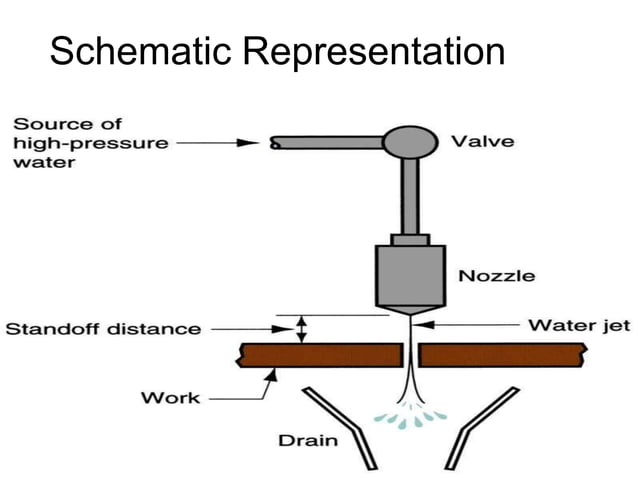 Schematic Representation
Source of
high-pressure
water
Valve
Nozzle
Standoff distance
Water jet
Work
Drain